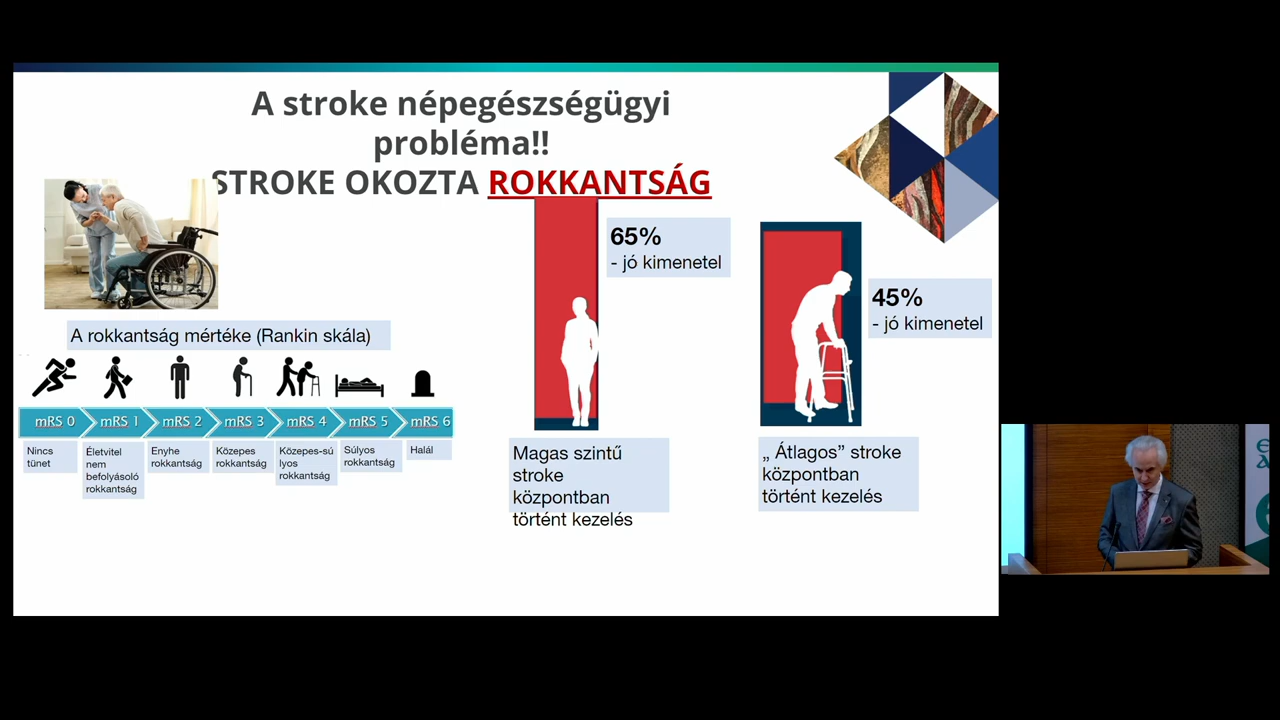 A stroke népegészségügyi
probléma!!
STROKE OKOZTA ROKKANTSÁG
65%
- jó kimenetel
45%
- jó kimenetel
A rokkantság mértéke (Rankin skála)
mRS 0
mRS 1
mRS 2
mRS 3
mRS 4
mRS 5
mRS 6
Nincs
tünet
Életvitel
nem
befolyásoló
rokkantság
Enyhe
rokkantság
Közepes
rokkantság
Közepes-sú
lyos
rokkantság
Súlyos
rokkantság
Halál
Magas szintű
stroke
központban
történt kezelés
„ Átlagos” stroke
központban
történt kezelés